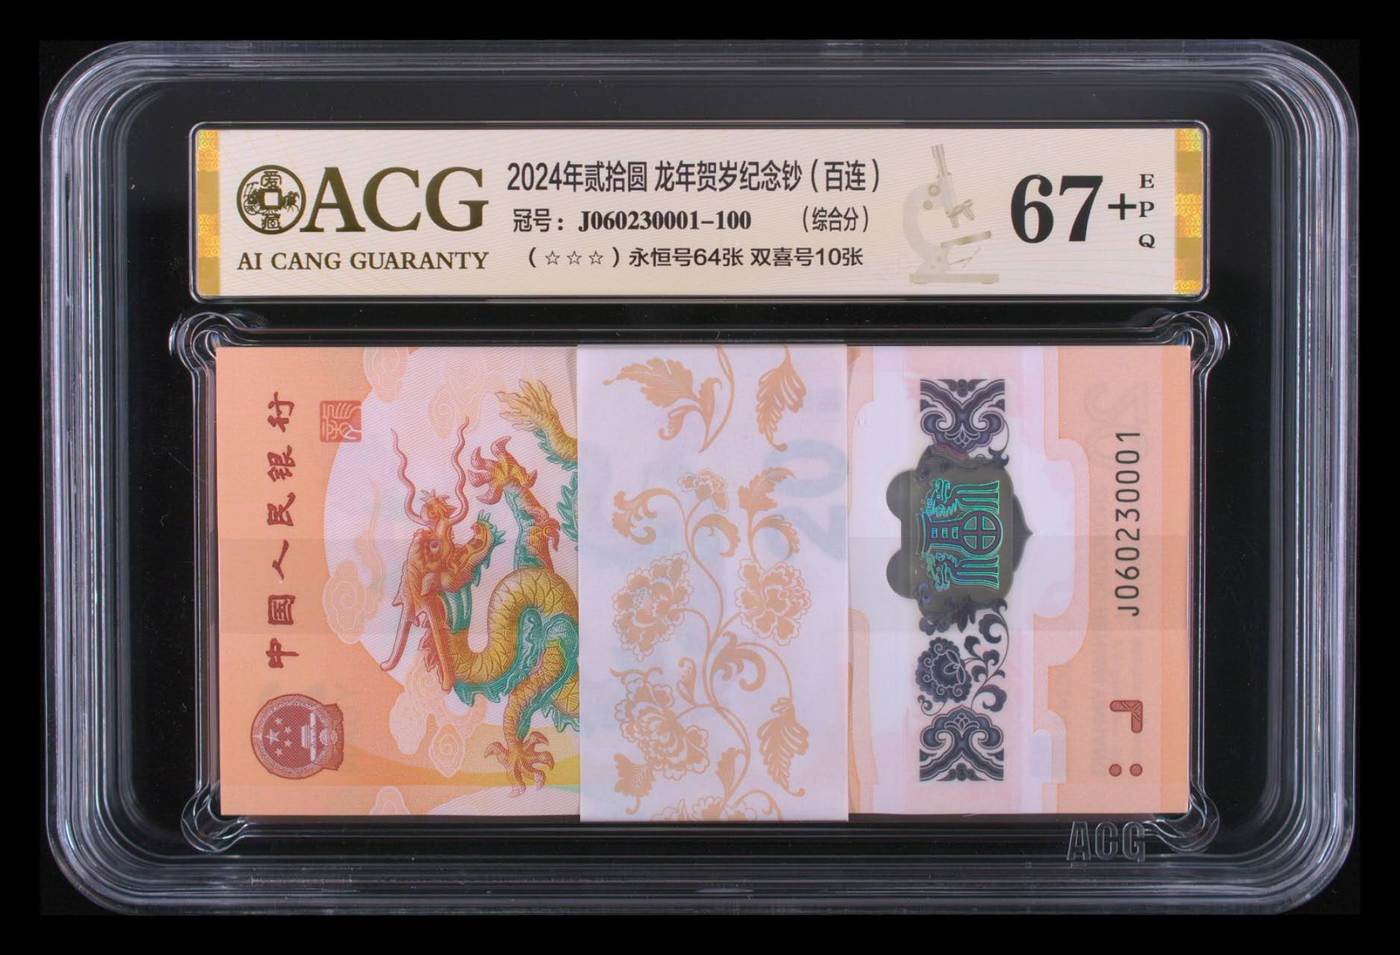 ACG
AI CANG GUARANTY
2024年贰拾圆 龙年贺岁纪念钞（百连）
冠号：J060230001-100 （综合分）
（☆☆☆）永恒号64张 双喜号10张
67+
EPQ
中国人民银行
J060230001
ACG